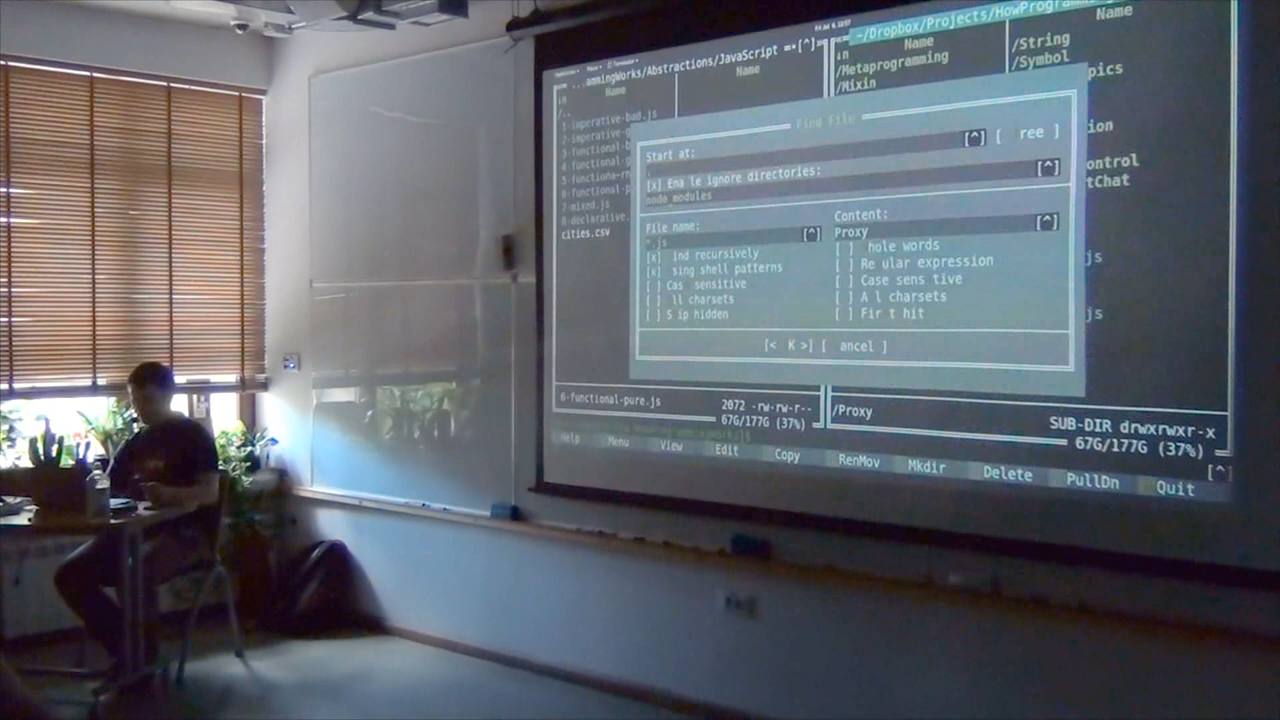 ~/Dropbox/Projects/HowProgramm
ammingWorks/Abstractions/JavaScript =*[^]
Name
Name
Name
Name
/..
/Metaprogramming
/Mixin
/String
/Symbol
pics
1-imperative-bad.js
2-imperative-g
3-functional-b
4-functional-g
5-functiona-rh
6-functional-p
7-mixed.js
8-declarative.
cities.csv
ion
ontrol
tChat
js
js
Find File
Start at:
[^] [ ree ]
.
[x] Ena le ignore directories:
[^]
node_modules
File name:
*.js
[^]
[x] ind recursively
[x] sing shell patterns
[ ] Cas sensitive
[ ] ll charsets
[ ] S ip hidden
Content:
Proxy
[^]
[ ] hole words
[ ] Re ular expression
[ ] Case sens tive
[ ] A l charsets
[ ] Fir t hit
[< K >] [ ancel ]
6-functional-pure.js
2072 -rw-rw-r--
67G/177G (37%)
/Proxy
SUB-DIR drwxrwxr-x
67G/177G (37%)
[^]
Help Menu View Edit Copy RenMov Mkdir Delete PullDn Quit